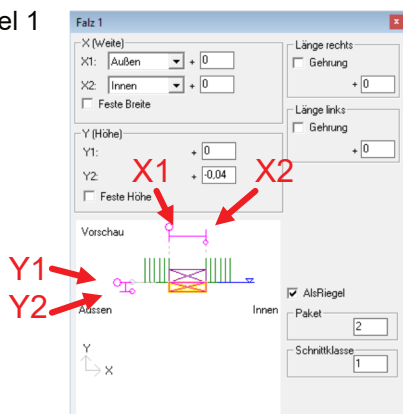 el 1
Falz 1
x
X (Weite)
X1: Außen + 0
X2: Innen + 0
Feste Breite
Länge rechts
Gehrung
+ 0
Länge links
Gehrung
+ 0
Y (Höhe)
Y1: + 0
Y2: + -0,04
Feste Höhe
X1 X2
Vorschau
Y1
Y2
Aussen Innen
Y
X
AlsRiegel
Paket
2
Schnittklasse
1